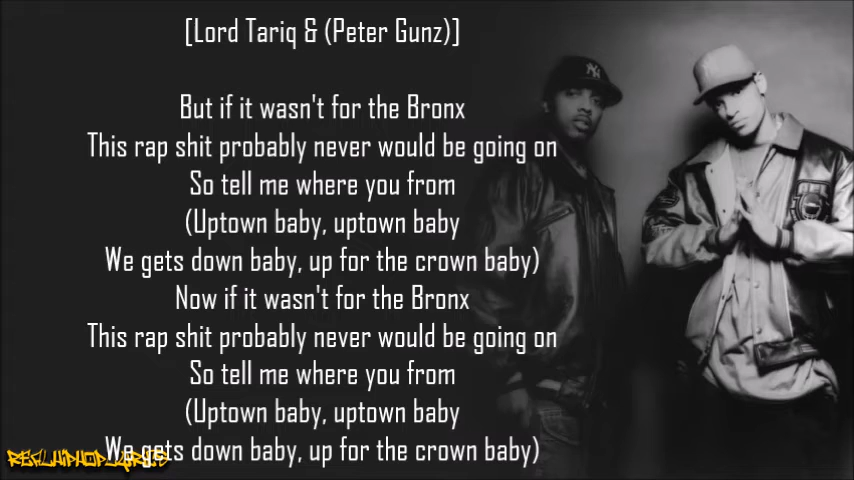 [Lord Tariq & (Peter Gunz)]
But if it wasn't for the Bronx
This rap shit probably never would be going on
So tell me where you from
(Uptown baby, uptown baby
We gets down baby, up for the crown baby)
Now if it wasn't for the Bronx
This rap shit probably never would be going on
So tell me where you from
(Uptown baby, uptown baby
We gets down baby, up for the crown baby)
REALHIPHOPLYRICS
NY